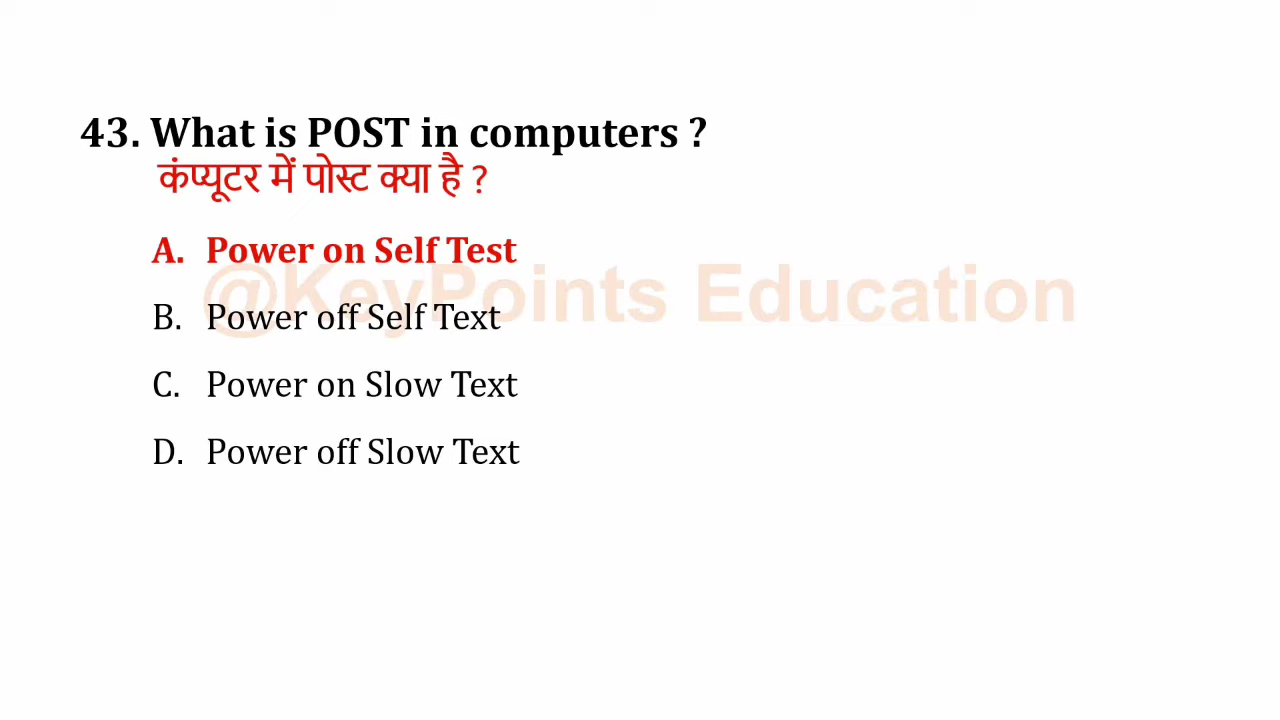 43. What is POST in computers ?
कंप्यूटर में पोस्ट क्या है ?
A. Power on Self Test
@KeyPoints Education
B. Power off Self Text
C. Power on Slow Text
D. Power off Slow Text